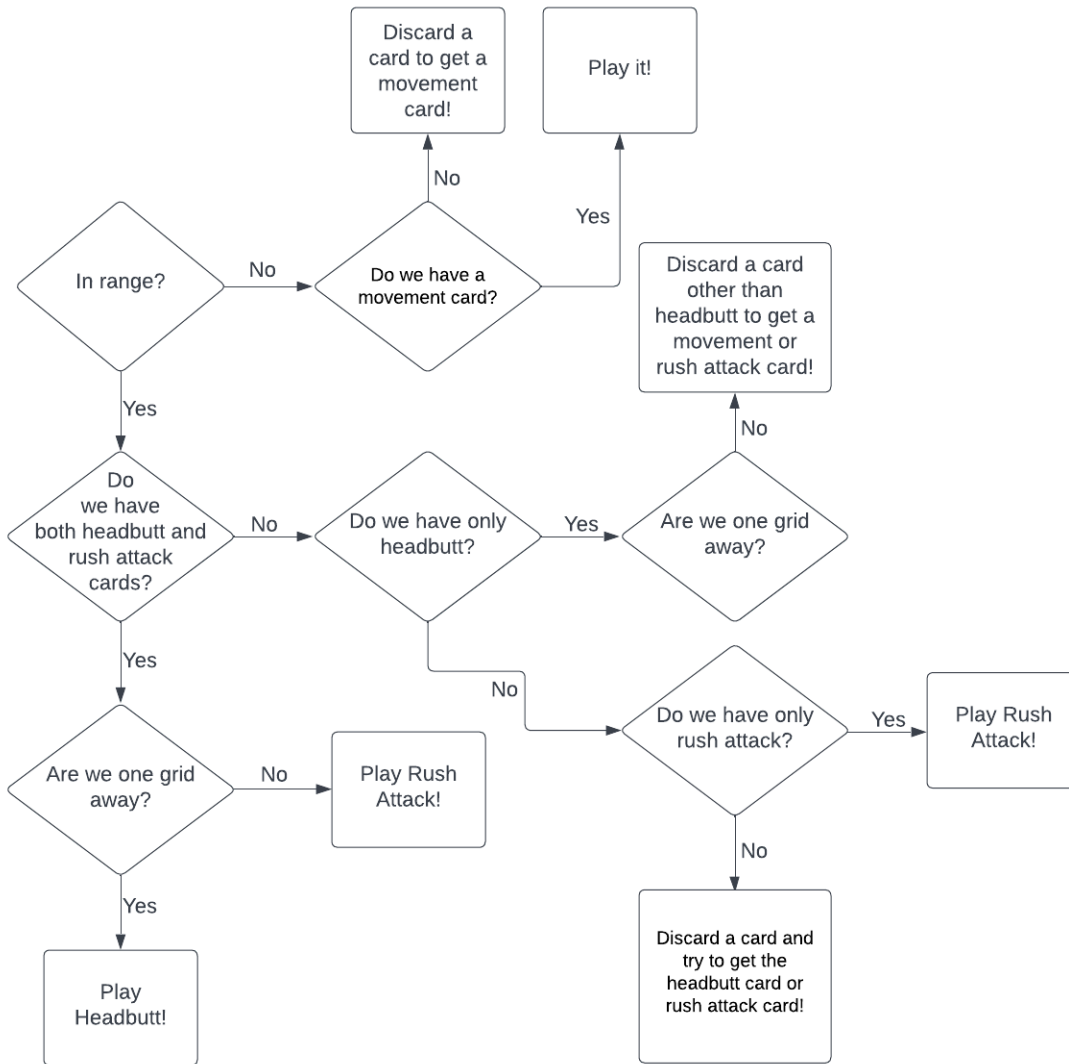 Discard a
card to get a
movement
card!
Play it!
No
Yes
In range?
No
Do we have a
movement card?
Discard a card
other than
headbutt to get a
movement or
rush attack card!
Yes
No
Do
we have
both headbutt and
rush attack
cards?
No
Do we have only
headbutt?
Yes
Are we one grid
away?
Yes
No
Do we have only
rush attack?
Yes
Play Rush
Attack!
Are we one grid
away?
No
Play Rush
Attack!
No
Yes
Discard a card and
try to get the
headbutt card or
rush attack card!
Play
Headbutt!